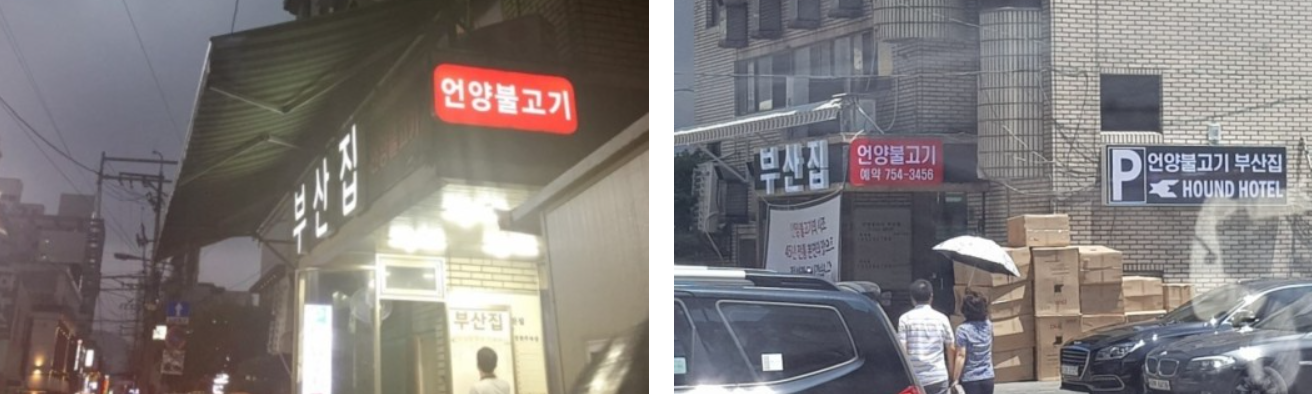 언양불고기
부산집
부산집
부산집
언양불고기
예약 754-3456
P 언양불고기 부산집
HOUND HOTEL